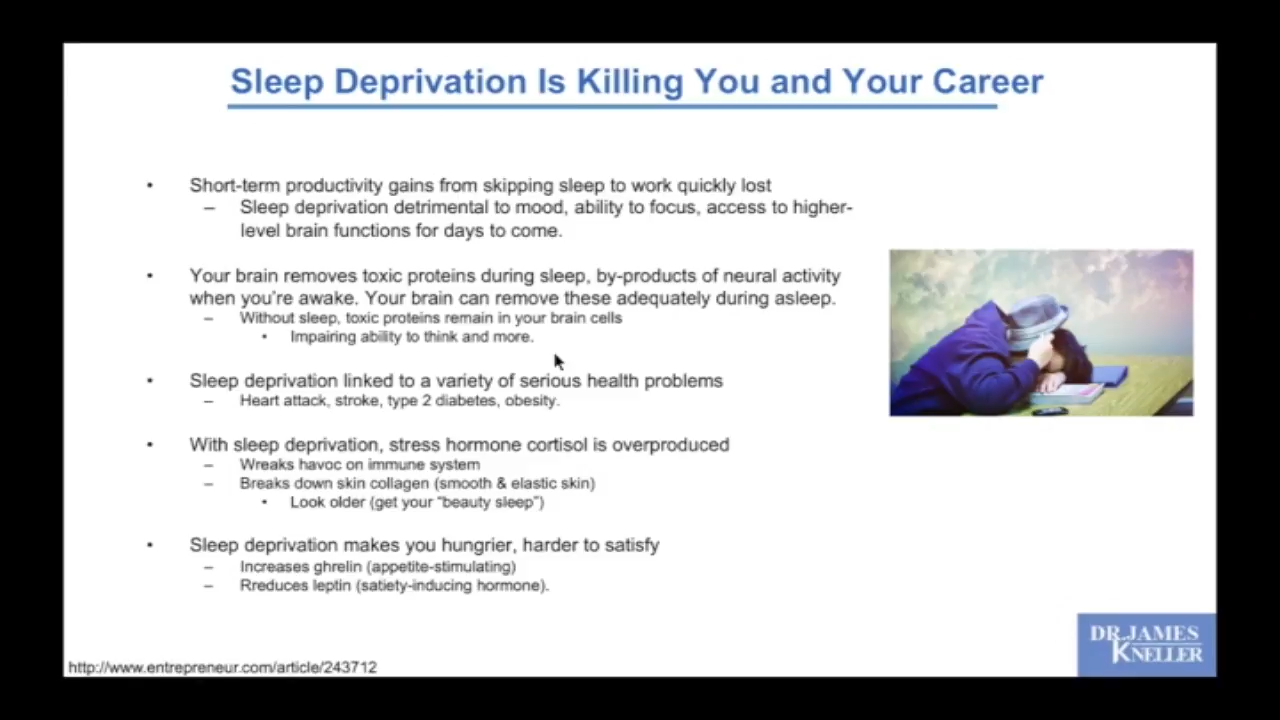 Sleep Deprivation Is Killing You and Your Career
• Short-term productivity gains from skipping sleep to work quickly lost
– Sleep deprivation detrimental to mood, ability to focus, access to higher-
level brain functions for days to come.
• Your brain removes toxic proteins during sleep, by-products of neural activity
when you're awake. Your brain can remove these adequately during asleep.
– Without sleep, toxic proteins remain in your brain cells
• Impairing ability to think and more.
• Sleep deprivation linked to a variety of serious health problems
– Heart attack, stroke, type 2 diabetes, obesity.
• With sleep deprivation, stress hormone cortisol is overproduced
– Wreaks havoc on immune system
– Breaks down skin collagen (smooth & elastic skin)
• Look older (get your "beauty sleep")
• Sleep deprivation makes you hungrier, harder to satisfy
– Increases ghrelin (appetite-stimulating)
– Rreduces leptin (satiety-inducing hormone).
DR.JAMES
KNELLER
http://www.entrepreneur.com/article/243712